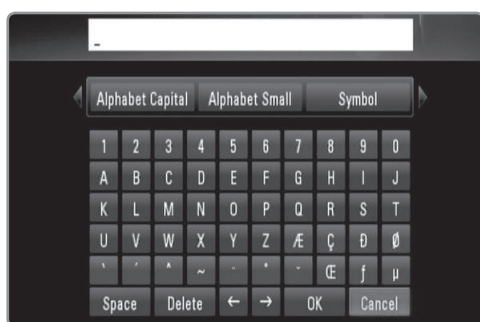 _
Alphabet Capital Alphabet Small Symbol
1 2 3 4 5 6 7 8 9 0
A B C D E F G H I J
K L M N O P Q R S T
U V W X Y Z Æ Ç Ð Ø
` ´ ^ ~ Œ ƒ µ
Space Delete ← → OK Cancel